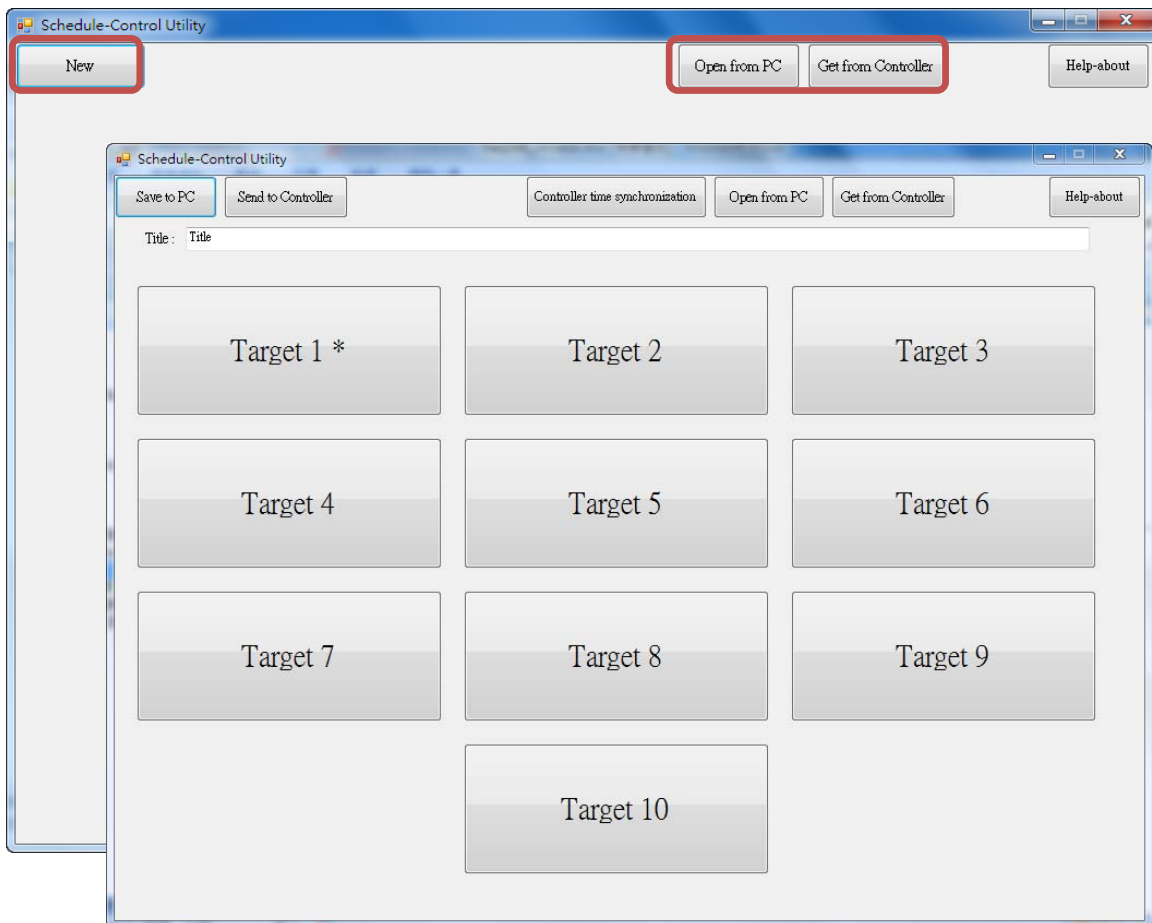 Schedule-Control Utility
New Open from PC Get from Controller Help-about
Schedule-Control Utility
Save to PC Send to Controller Controller time synchronization Open from PC Get from Controller Help-about
Title : Title
Target 1 * Target 2 Target 3
Target 4 Target 5 Target 6
Target 7 Target 8 Target 9
Target 10